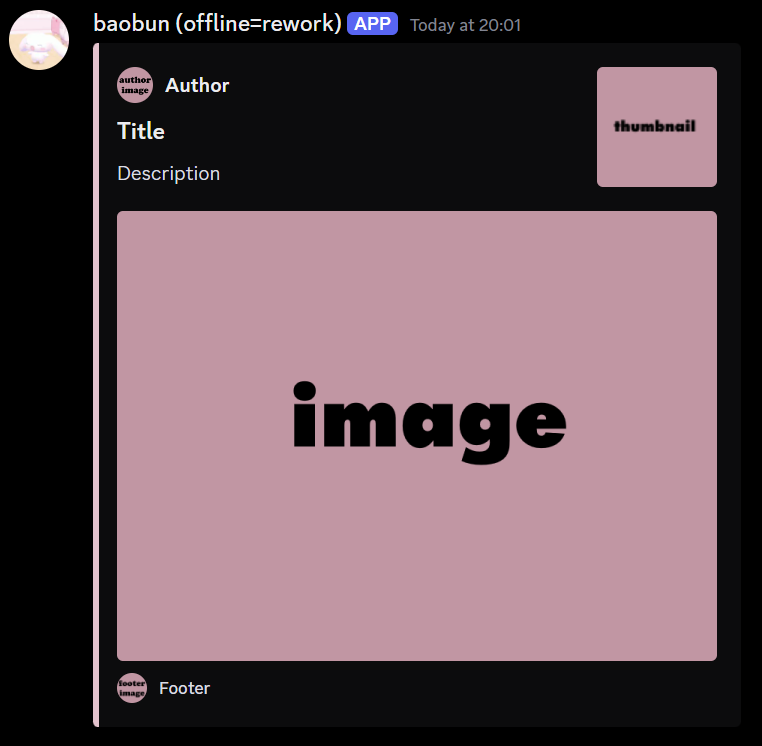 baobun (offline=rework) APP Today at 20:01
author
image
Author
thumbnail
Title
Description
image
footer
image
Footer